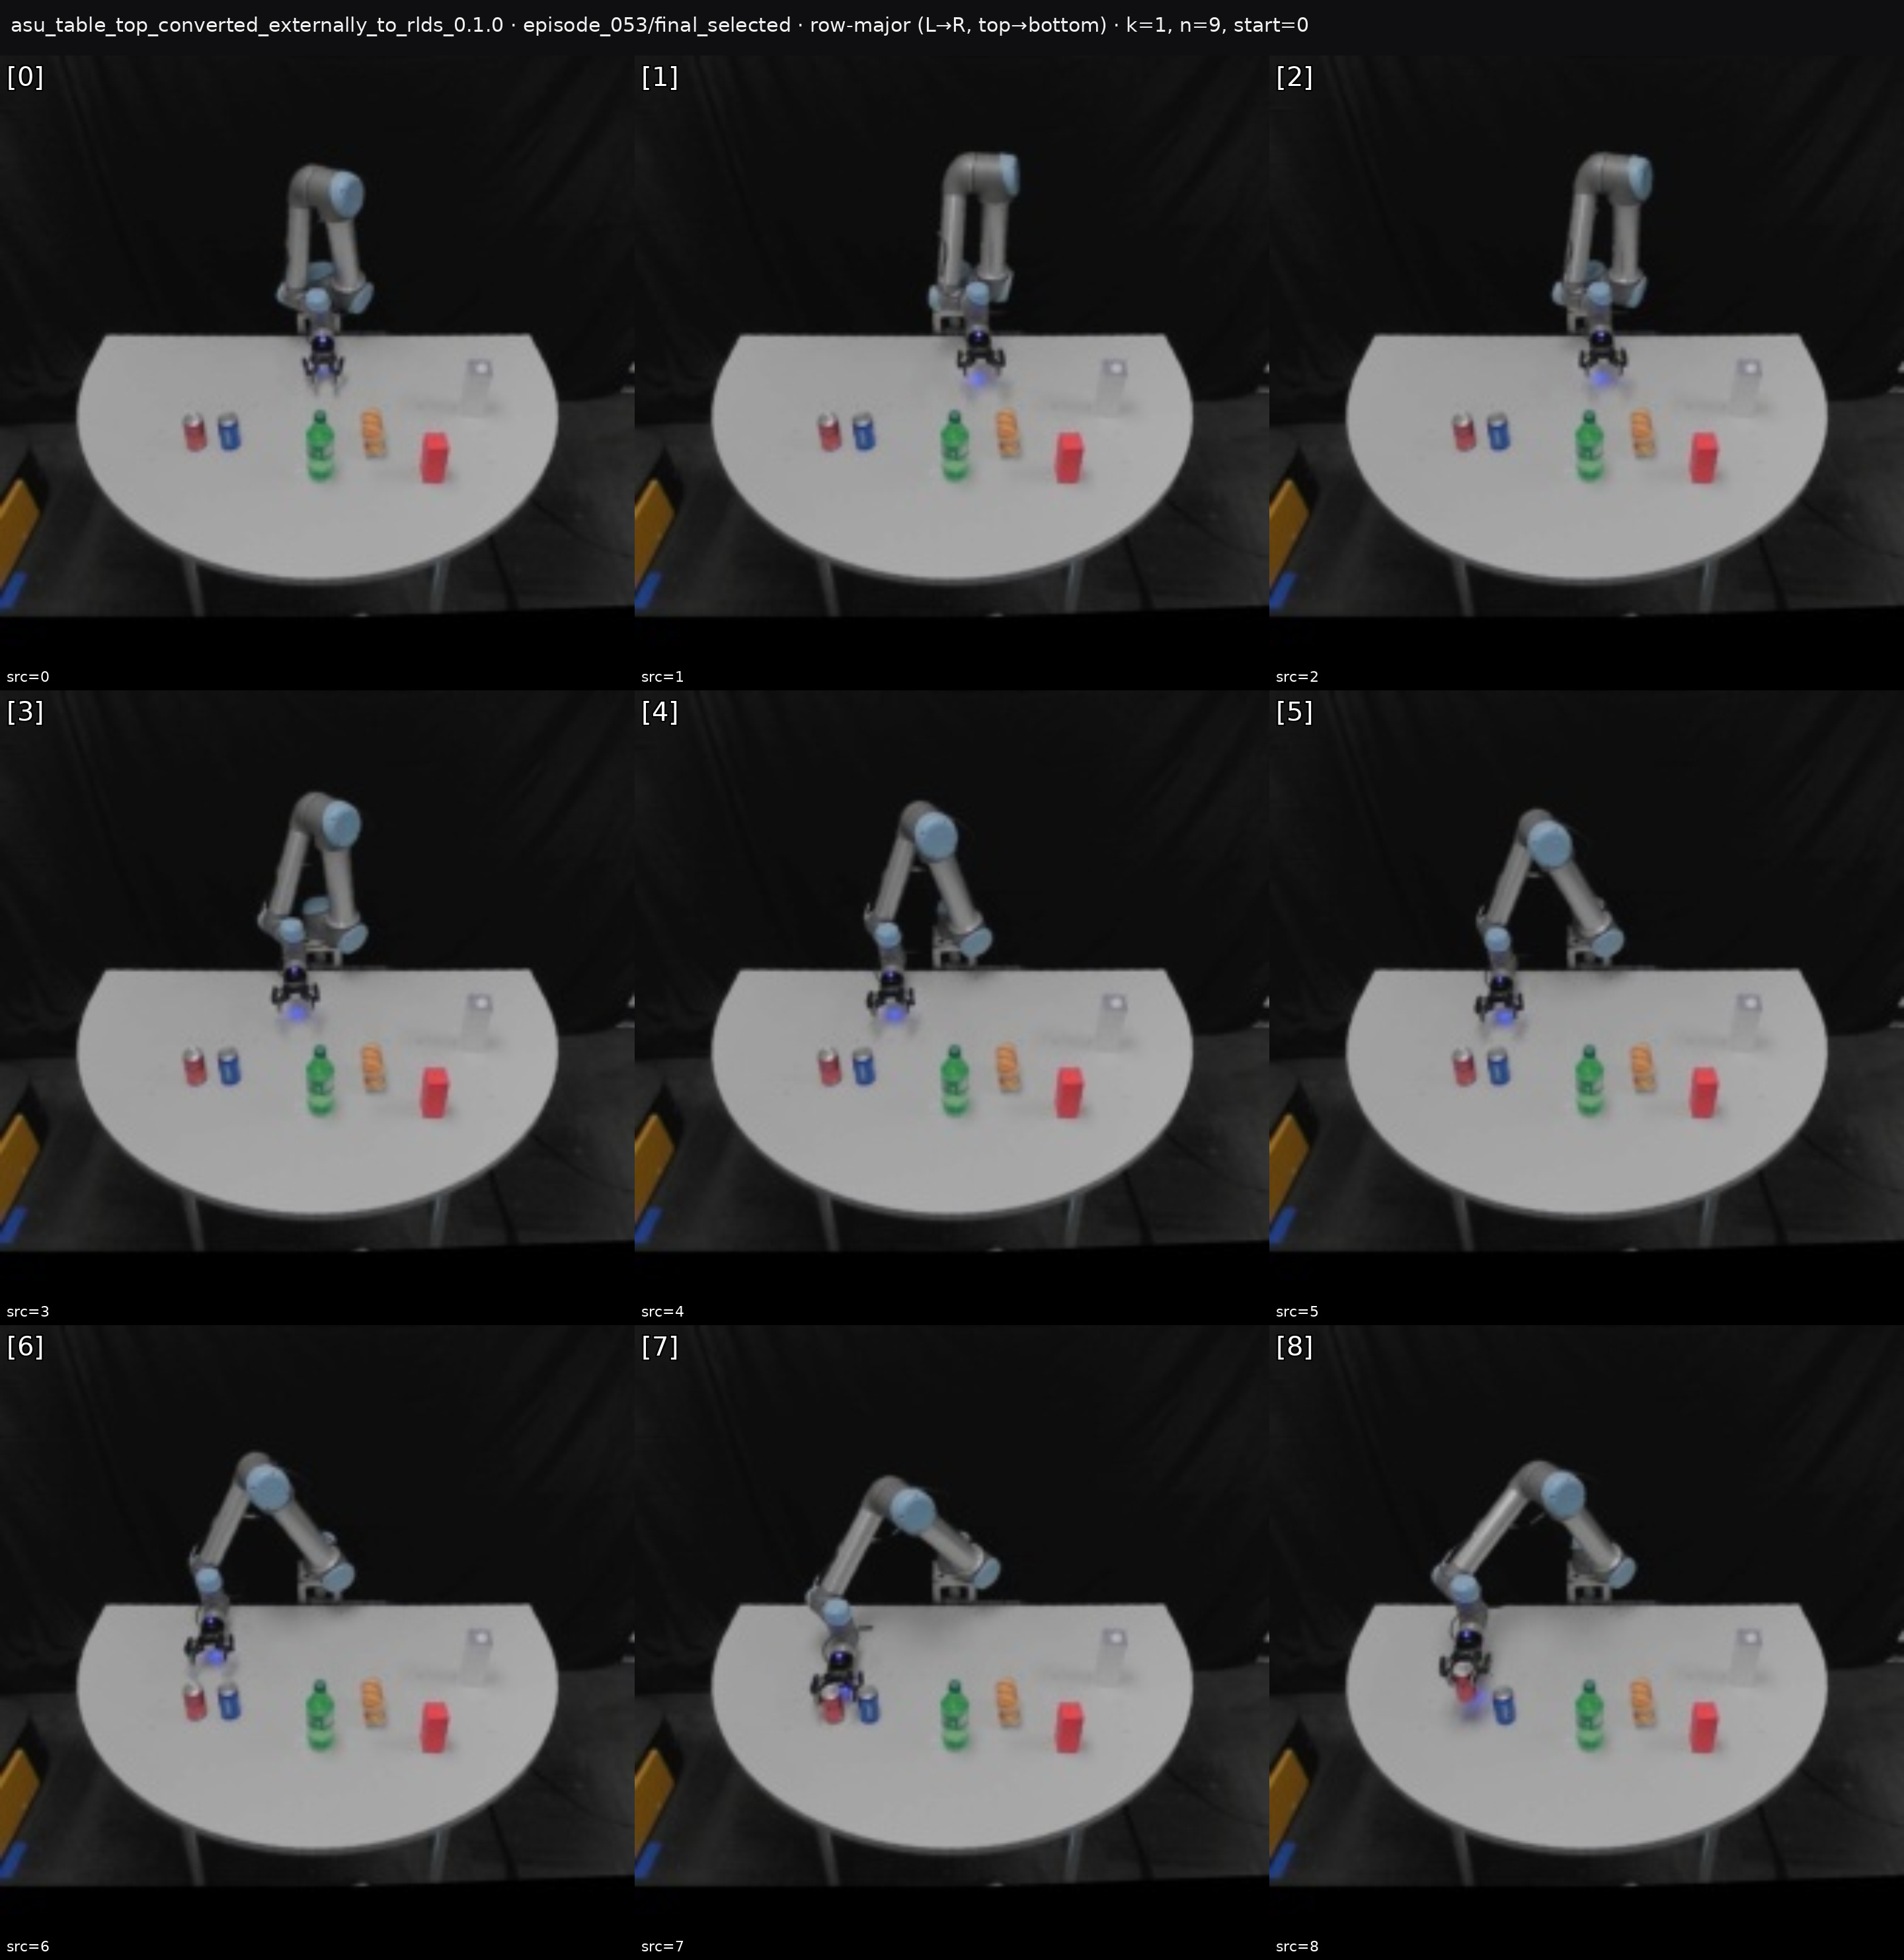 asu_table_top_converted_externally_to_rlds_0.1.0 · episode_053/final_selected · row-major (L→R, top→bottom) · k=1, n=9, start=0
[0]
[1]
[2]
src=0
src=1
src=2
[3]
[4]
[5]
src=3
src=4
src=5
[6]
[7]
[8]
src=6
src=7
src=8